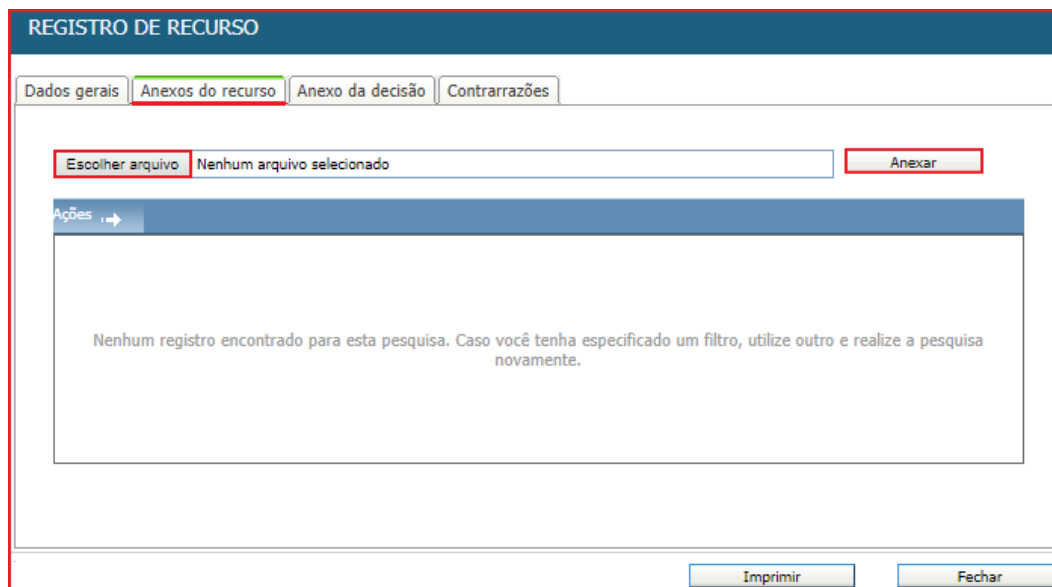 REGISTRO DE RECURSO
Dados gerais Anexos do recurso Anexo da decisão Contrarrazões
Escolher arquivo Nenhum arquivo selecionado Anexar
Ações
Nenhum registro encontrado para esta pesquisa. Caso você tenha especificado um filtro, utilize outro e realize a pesquisa
novamente.
Imprimir Fechar